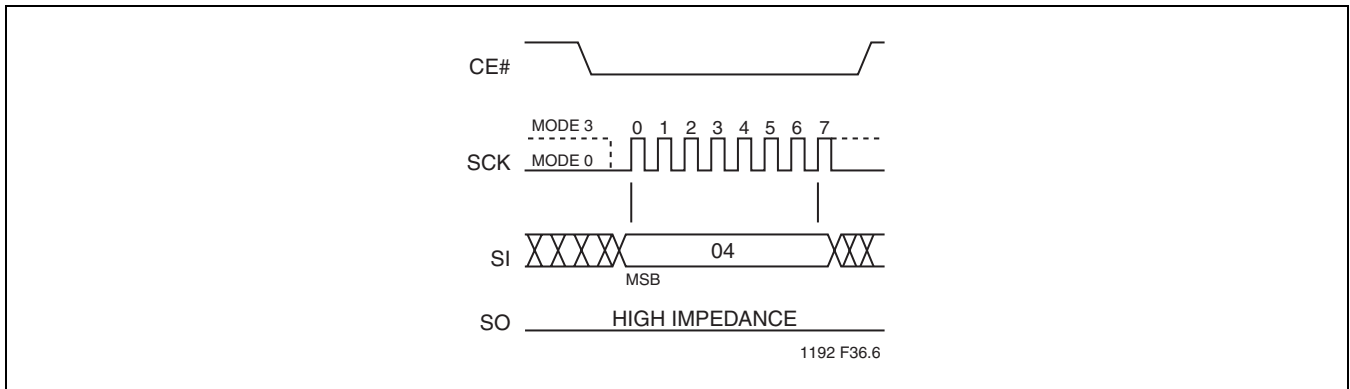 CE#
MODE 3
0 1 2 3 4 5 6 7
SCK
MODE 0
SI
04
MSB
SO
HIGH IMPEDANCE
1192 F36.6